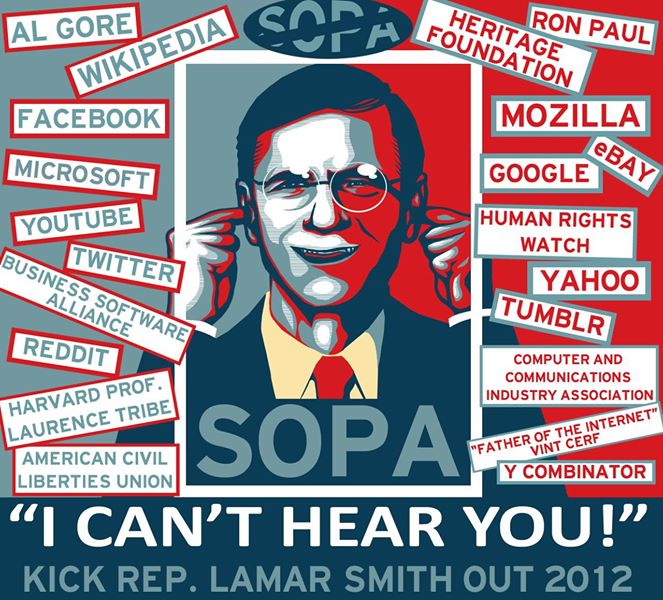 AL GORE
WIKIPEDIA
FACEBOOK
MICROSOFT
YOUTUBE
TWITTER
BUSINESS SOFTWARE
ALLIANCE
REDDIT
HARVARD PROF.
LAURENCE TRIBE
AMERICAN CIVIL
LIBERTIES UNION
SOPA
HERITAGE
FOUNDATION
RON PAUL
MOZILLA
eBAY
GOOGLE
HUMAN RIGHTS
WATCH
YAHOO
TUMBLR
COMPUTER AND
COMMUNICATIONS
INDUSTRY ASSOCIATION
"FATHER OF THE INTERNET"
VINT CERF
Y COMBINATOR
SOPA
“I CAN’T HEAR YOU!”
KICK REP. LAMAR SMITH OUT 2012